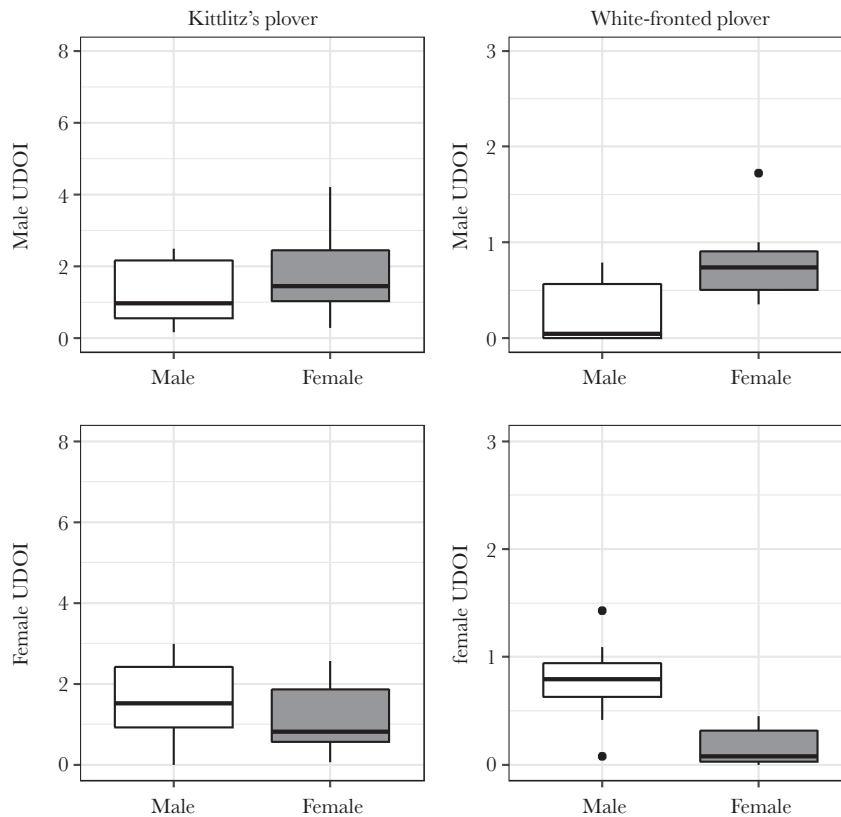 Kittlitz’s plover
White-fronted plover
Male UDOI
8
6
4
2
0
Male
Female
Male UDOI
3
2
1
0
Male
Female
Female UDOI
8
6
4
2
0
Male
Female
female UDOI
3
2
1
0
Male
Female